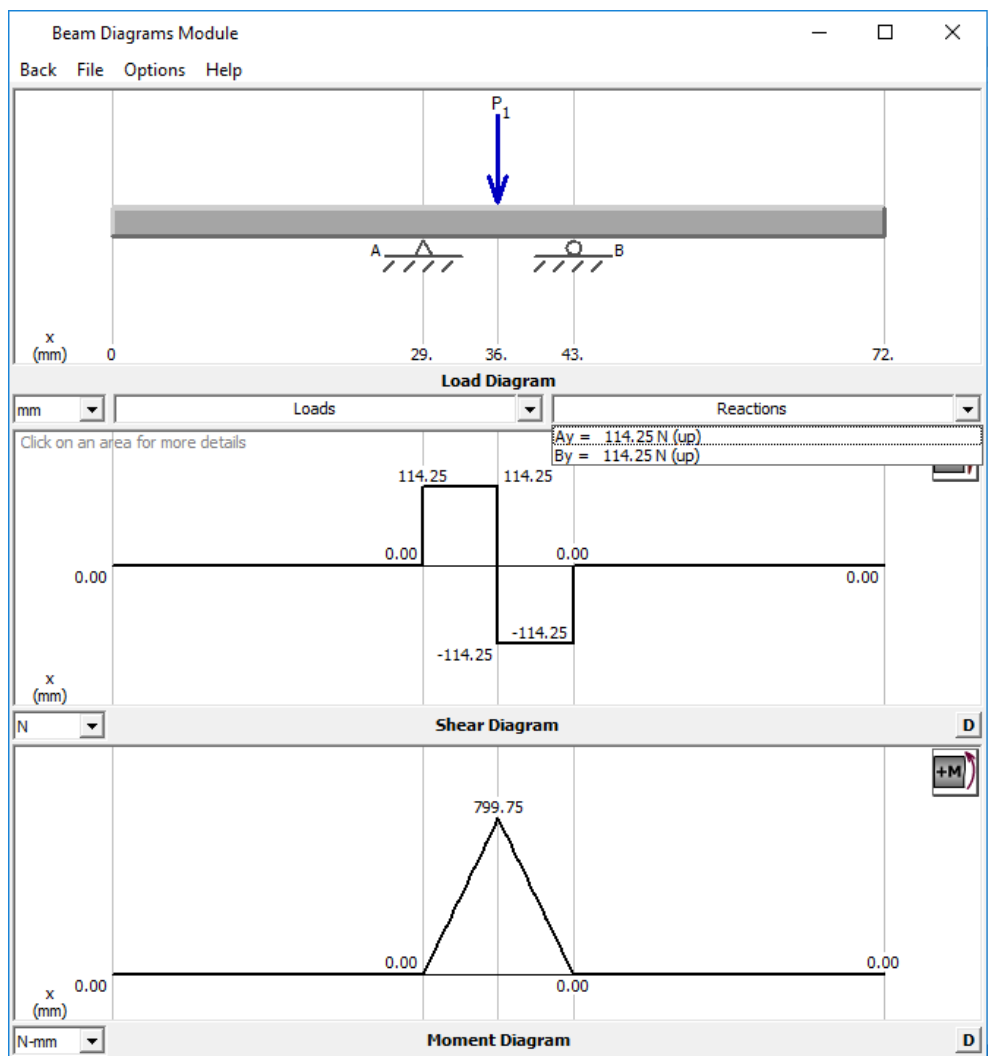 Beam Diagrams Module
Back File Options Help
P1
A B
x
(mm) 0 29. 36. 43. 72.
Load Diagram
mm Loads Reactions
Click on an area for more details
Ay = 114.25 N (up)
By = 114.25 N (up)
114.25 114.25
0.00 0.00
0.00 0.00
-114.25
-114.25
x
(mm)
N Shear Diagram D
+M
799.75
0.00 0.00
0.00 0.00
x
(mm)
N-mm Moment Diagram D